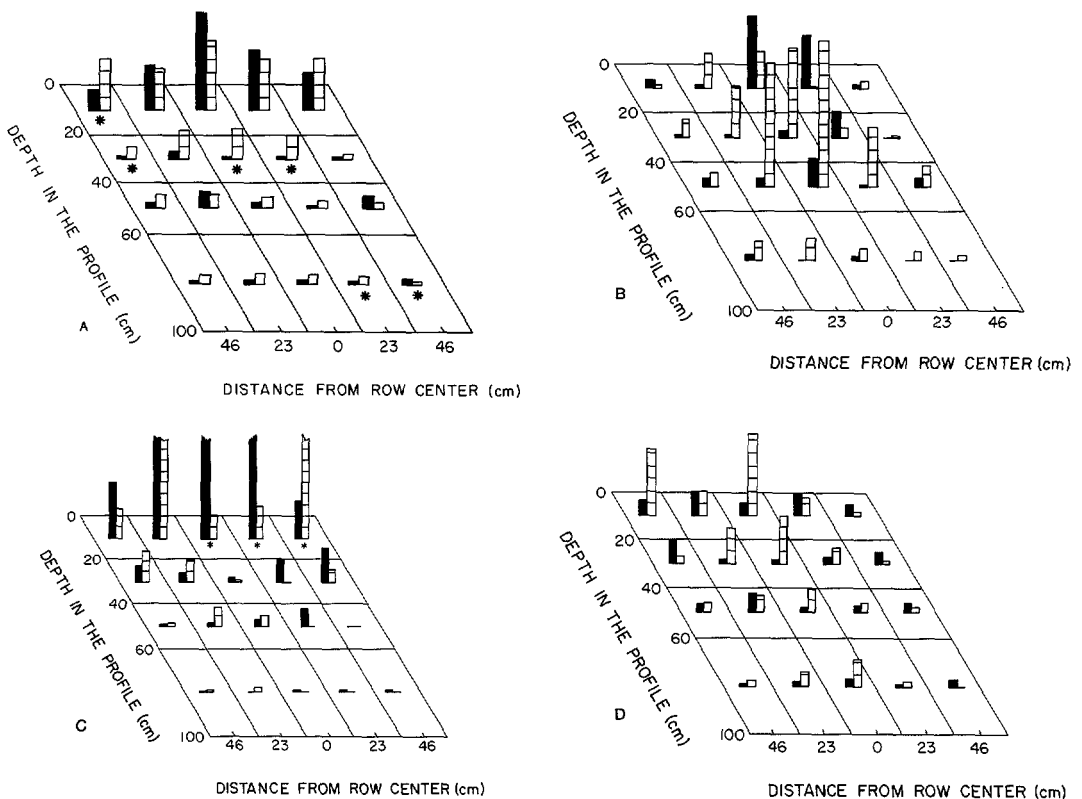 0
20
40
60
100
DEPTH IN THE PROFILE (cm)
A
46 23 0 23 46
DISTANCE FROM ROW CENTER (cm)
0
20
40
60
100
DEPTH IN THE PROFILE (cm)
B
46 23 0 23 46
DISTANCE FROM ROW CENTER (cm)
0
20
40
60
100
DEPTH IN THE PROFILE (cm)
C
46 23 0 23 46
DISTANCE FROM ROW CENTER (cm)
0
20
40
60
100
DEPTH IN THE PROFILE (cm)
D
46 23 0 23 46
DISTANCE FROM ROW CENTER (cm)